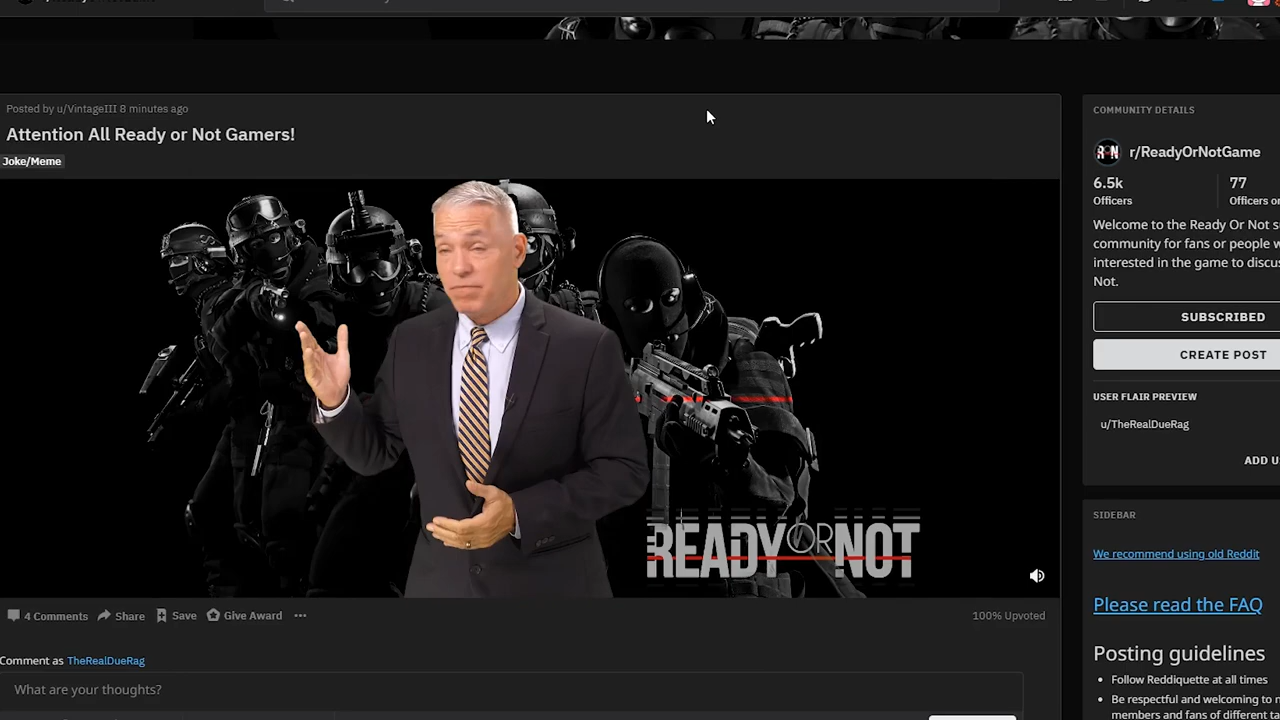 Posted by u/VintageIII 8 minutes ago
Attention All Ready or Not Gamers!
Joke/Meme
READY OR NOT
4 Comments Share Save Give Award ...
100% Upvoted
Comment as TheRealDueRag
What are your thoughts?
COMMUNITY DETAILS
R N r/ReadyOrNotGame
6.5k 77
Officers Officers o
Welcome to the Ready Or Not s
community for fans or people w
interested in the game to discu
Not.
SUBSCRIBED
CREATE POST
USER FLAIR PREVIEW
u/TheRealDueRag
ADD U
SIDEBAR
We recommend using old Reddit
Please read the FAQ
Posting guidelines
• Follow Reddiquette at all times
• Be respectful and welcoming to
members and fans of different ta